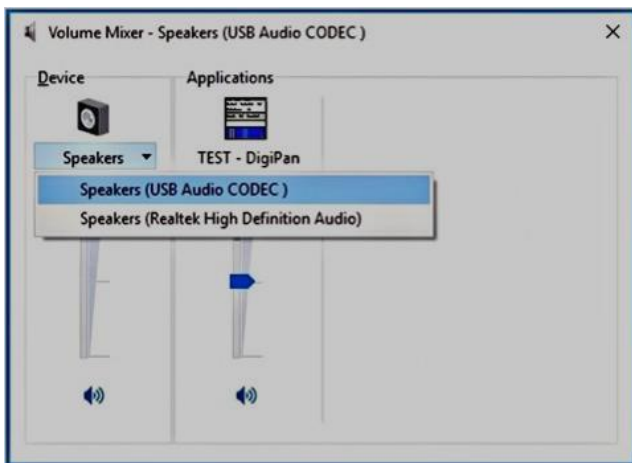 Volume Mixer - Speakers (USB Audio CODEC )
Device
Applications
Speakers
TEST - DigiPan
Speakers (USB Audio CODEC )
Speakers (Realtek High Definition Audio)